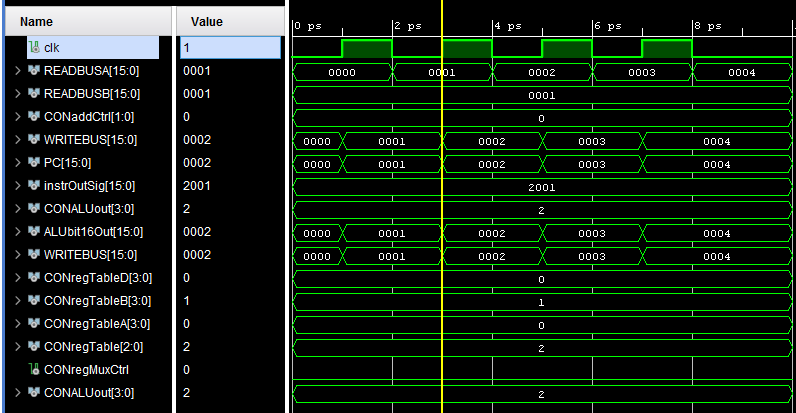 Name Value 0 ps 2 ps 4 ps 6 ps 8 ps
clk 1
READBUSA[15:0] 0001 0000 0001 0002 0003 0004
READBUSB[15:0] 0001 0001
CONaddCtrl[1:0] 0 0
WRITEBUS[15:0] 0002 0000 0001 0002 0003 0004
PC[15:0] 0002 0000 0001 0002 0003 0004
instrOutSig[15:0] 2001 2001
CONALUout[3:0] 2 2
ALUbit16Out[15:0] 0002 0000 0001 0002 0003 0004
WRITEBUS[15:0] 0002 0000 0001 0002 0003 0004
CONregTableD[3:0] 0 0
CONregTableB[3:0] 1 1
CONregTableA[3:0] 0 0
CONregTable[2:0] 2 2
CONregMuxCtrl 0
CONALUout[3:0] 2 2